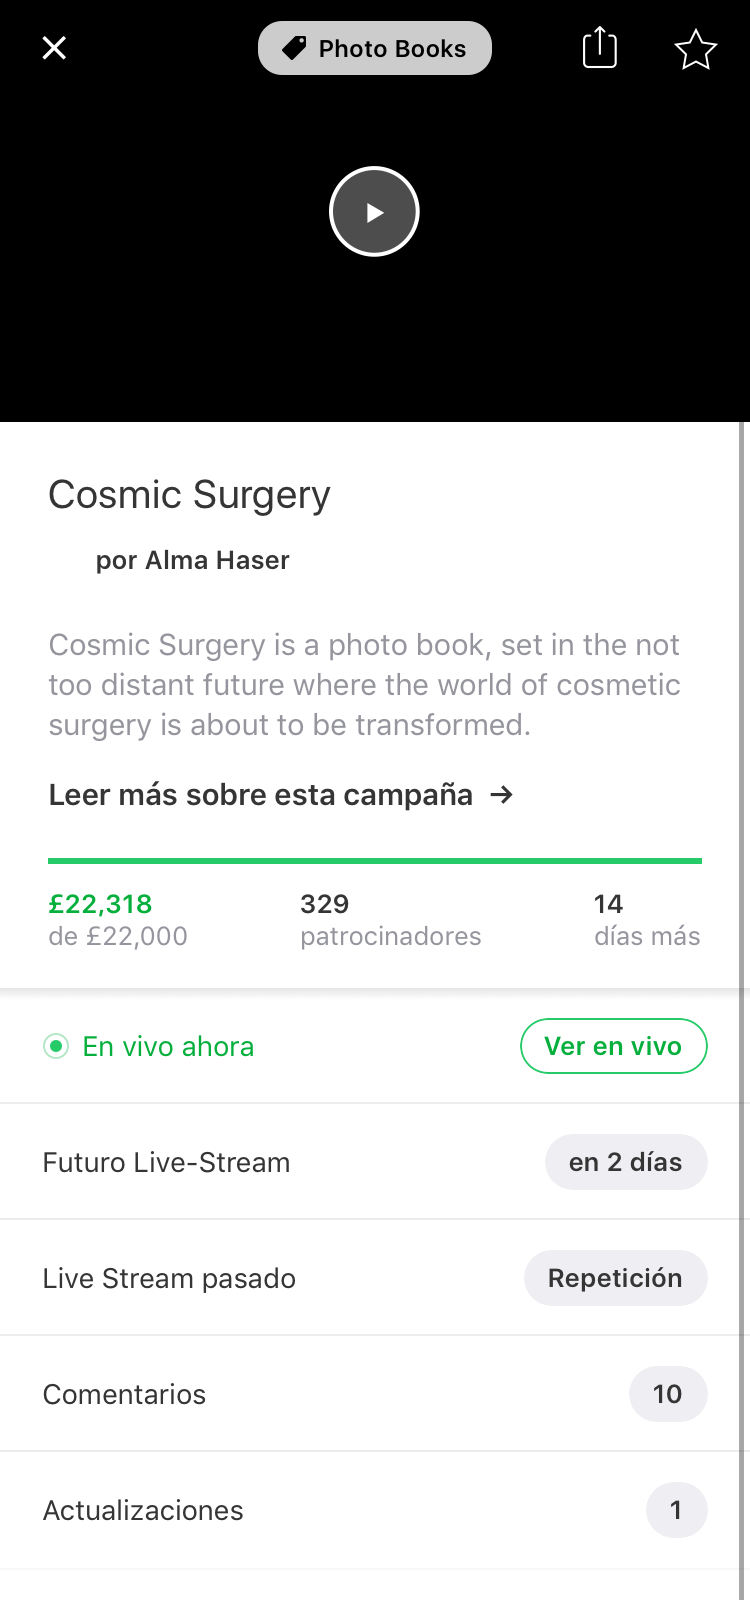 Photo Books
Cosmic Surgery
por Alma Haser
Cosmic Surgery is a photo book, set in the not
too distant future where the world of cosmetic
surgery is about to be transformed.
Leer más sobre esta campaña →
£22,318
de £22,000
329
patrocinadores
14
días más
En vivo ahora
Ver en vivo
Futuro Live-Stream
en 2 días
Live Stream pasado
Repetición
Comentarios
10
Actualizaciones
1